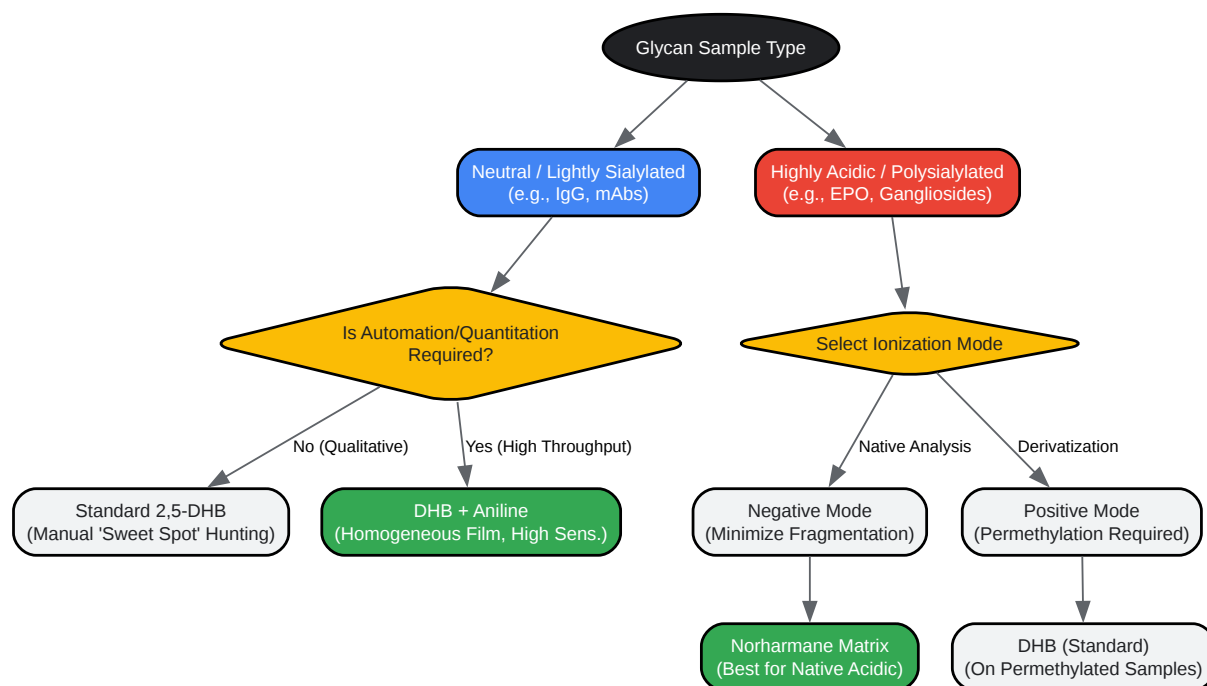 Glycan Sample Type
Neutral / Lightly Sialylated
(e.g., IgG, mAbs)
Highly Acidic / Polysialylated
(e.g., EPO, Gangliosides)
Is Automation/Quantitation
Required?
Select Ionization Mode
No (Qualitative)
Yes (High Throughput)
Native Analysis
Derivatization
Standard 2,5-DHB
(Manual 'Sweet Spot' Hunting)
DHB + Aniline
(Homogeneous Film, High Sens.)
Negative Mode
(Minimize Fragmentation)
Positive Mode
(Permethylation Required)
Norharmane Matrix
(Best for Native Acidic)
DHB (Standard)
(On Permethylated Samples)